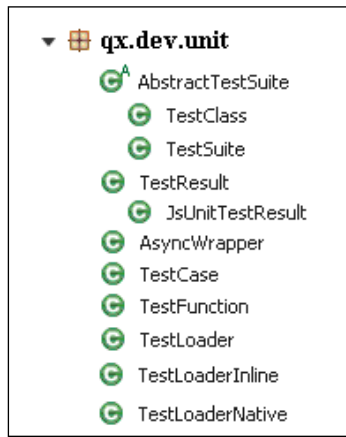 qx.dev.unit
AbstractTestSuite
TestClass
TestSuite
TestResult
JsUnitTestResult
AsyncWrapper
TestCase
TestFunction
TestLoader
TestLoaderInline
TestLoaderNative